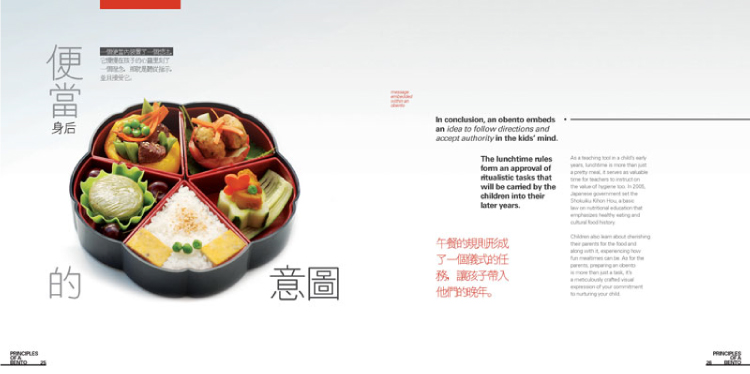 便
當
身后
的
意圖
message
embedded
within an
obento
In conclusion, an obento embeds
an idea to follow directions and
accept authority in the kids' mind.
The lunchtime rules
form an approval of
ritualistic tasks that
will be carried by the
children into their
later years.
午餐的規則形成
了一個儀式的任
務，讓孩子帶入
他們的晚年。
As a teaching tool in a child's early
years, lunchtime is more than just
a pretty meal, it serves as valuable
time for teachers to instruct on
the value of hygiene too. In 2005,
Japanese government set the
Shokuiku Kihon Hou, a basic
law on nutritional education that
emphasizes healthy eating and
cultural food history.
Children also learn about cherishing
their parents for the food and
along with it, experiencing how
fun mealtimes can be. As for the
parents, preparing an obento
is more than a task, it's
a meticulously crafted visual
expression of your commitment
to nurturing your child.
PRINCIPLES
OF A
BENTO 25
PRINCIPLES
OF A
BENTO